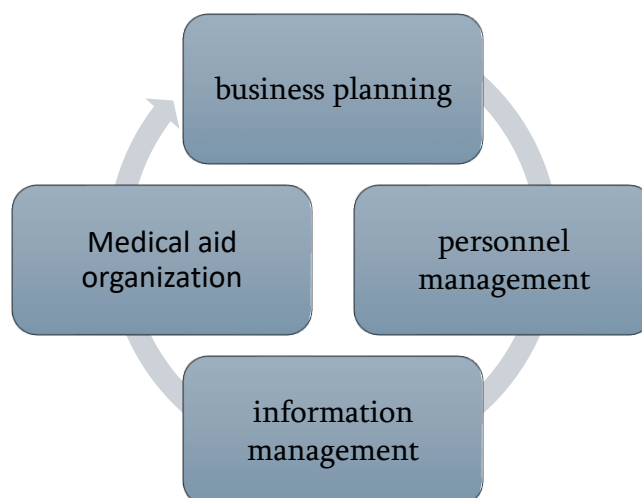 business planning
personnel
management
information
management
Medical aid
organization